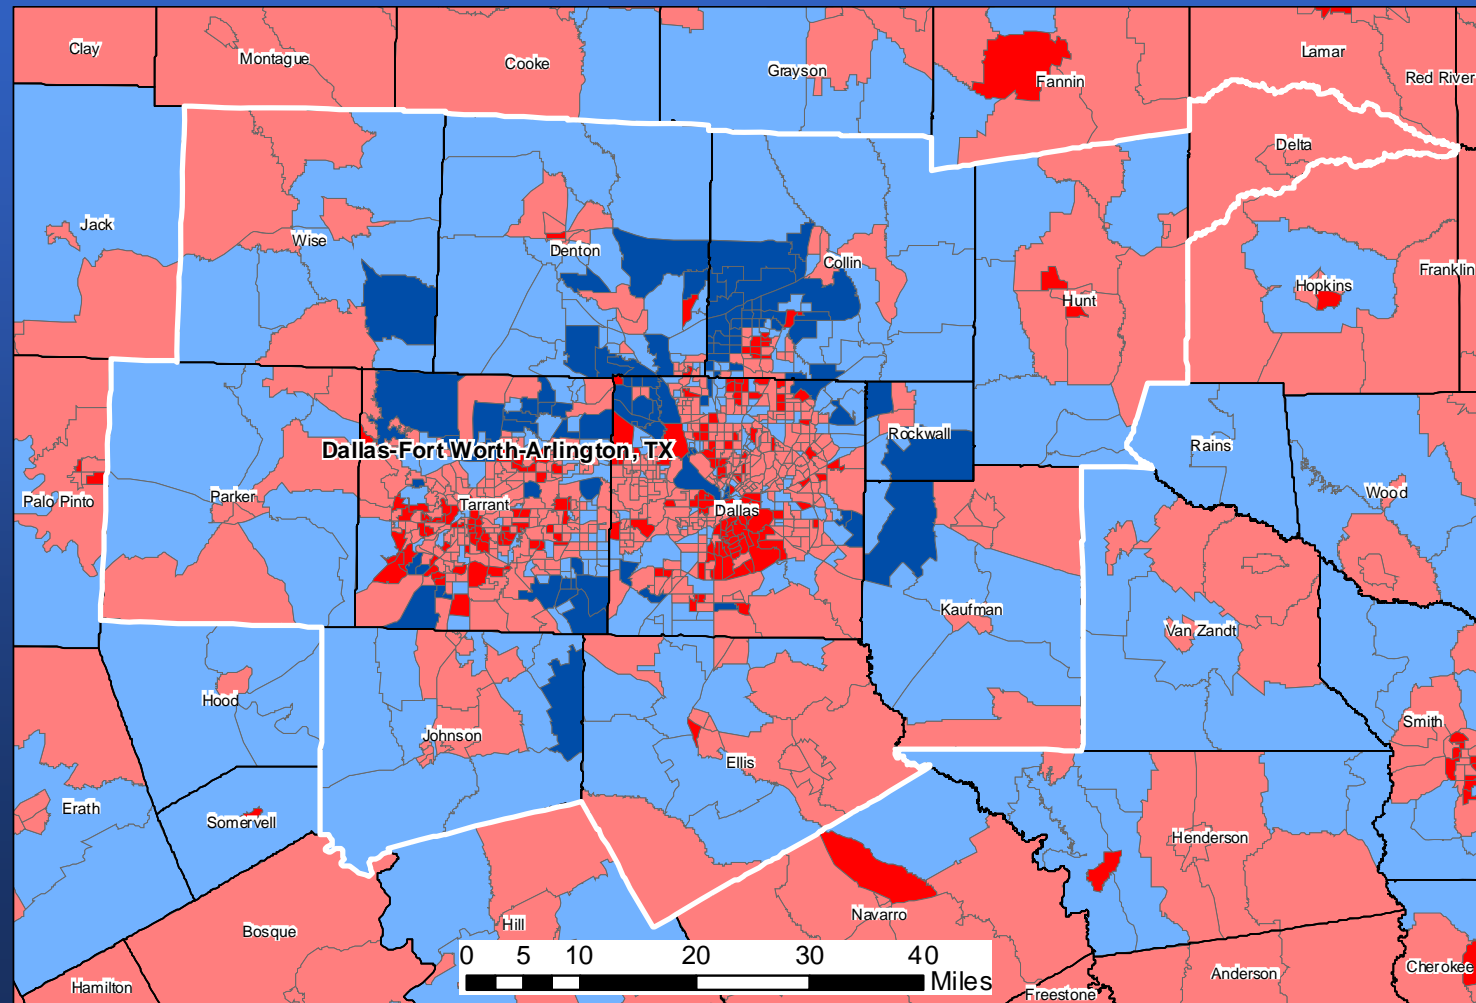 Clay
Montague
Cooke
Grayson
Fannin
Lamar
Red River
Delta
Jack
Wise
Denton
Collin
Hunt
Hopkins
Franklin
Dallas-Fort Worth-Arlington, TX
Rockwall
Rains
Palo Pinto
Parker
Tarrant
Dallas
Wood
Kaufman
Van Zandt
Hood
Johnson
Ellis
Smith
Erath
Somervell
Henderson
Bosque
Hill
Navarro
Hamilton
Anderson
Cherokee
Freestone
0 5 10 20 30 40
Miles